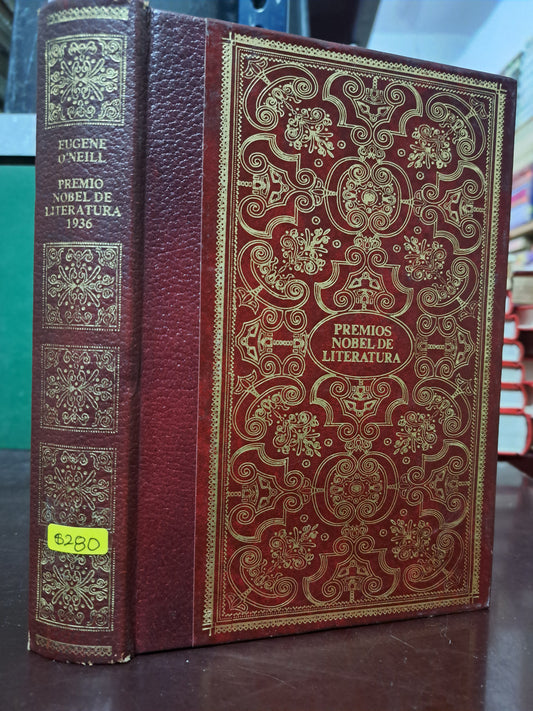 EUGENE
O'NEILL
PREMIO
NOBEL DE
LITERATURA
1936
$280
PREMIOS
NOBEL DE
LITERATURA